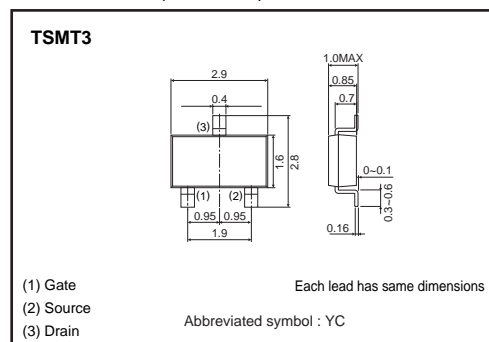 TSMT3
1.0MAX
2.9
0.85
0.4
0.7
(3)
1.6
2.8
0~0.1
(1)
(2)
0.3~0.6
0.95
0.95
0.16
1.9
(1) Gate
Each lead has same dimensions
(2) Source
Abbreviated symbol : YC
(3) Drain